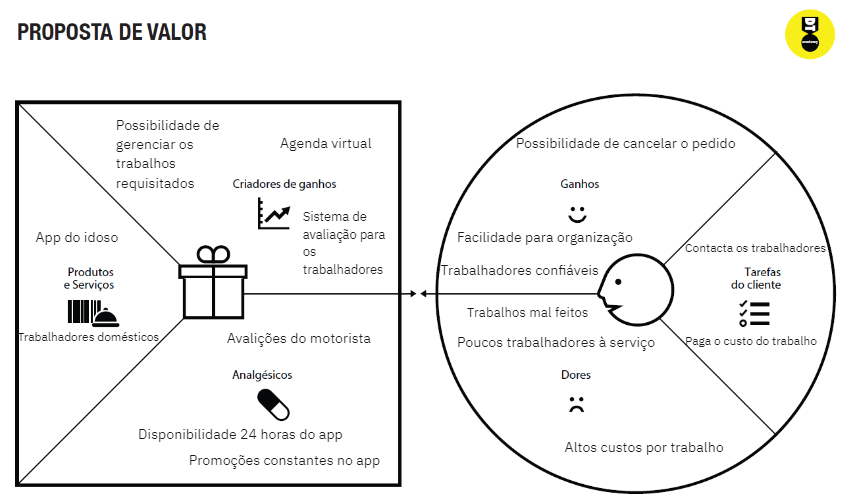 PROPOSTA DE VALOR
Possibilidade de
gerenciar os
trabalhos
requisitados
Agenda virtual
Criadores de ganhos
Sistema de
avaliação para
os
trabalhadores
App do idoso
Produtos
e Serviços
Trabalhadores domésticos
Avalições do motorista
Analgésicos
Disponibilidade 24 horas do app
Promoções constantes no app
Possibilidade de cancelar o pedido
Ganhos
Facilidade para organização
Trabalhadores confiáveis
Contacta os trabalhadores
Tarefas
do cliente
Paga o custo do trabalho
Trabalhos mal feitos
Poucos trabalhadores à serviço
Dores
Altos custos por trabalho